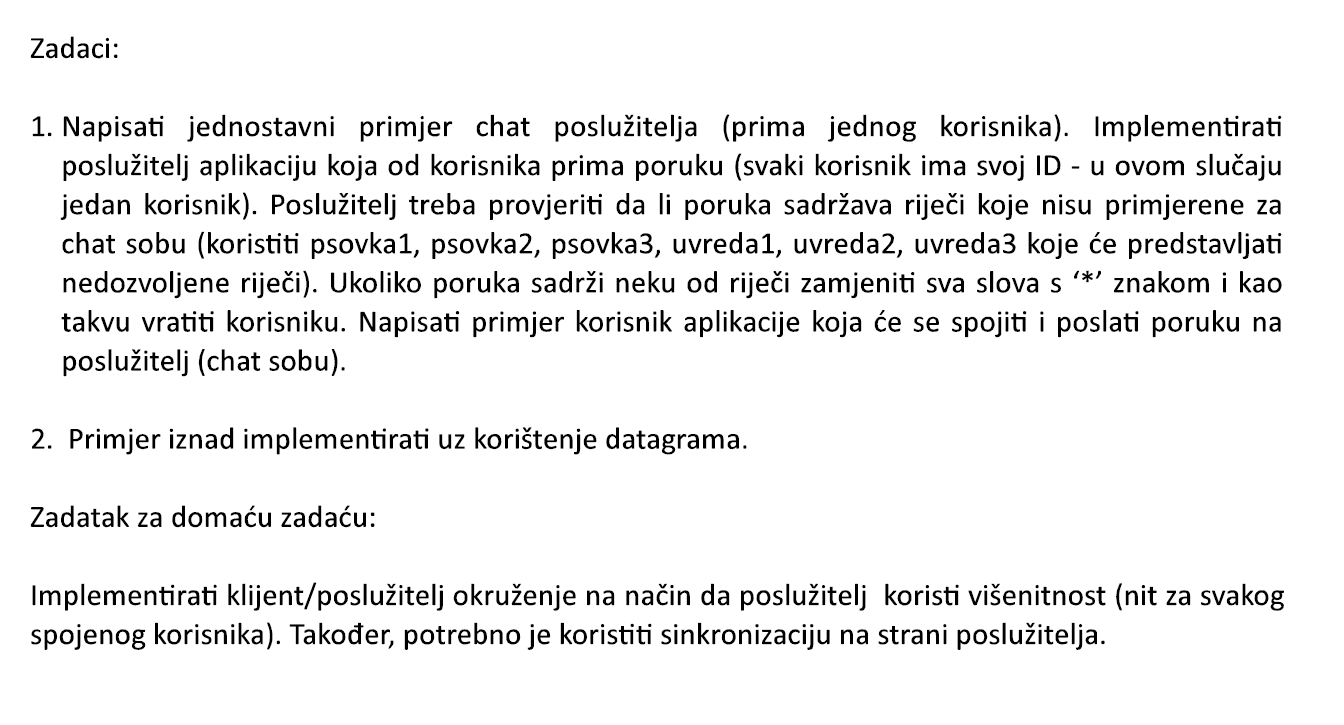 Zadaci:
1. Napisati jednostavni primjer chat poslužitelja (prima jednog korisnika). Implementirati
poslužitelj aplikaciju koja od korisnika prima poruku (svaki korisnik ima svoj ID - u ovom slučaju
jedan korisnik). Poslužitelj treba provjeriti da li poruka sadržava riječi koje nisu primjerene za
chat sobu (koristiti psovka1, psovka2, psovka3, uvreda1, uvreda2, uvreda3 koje će predstavljati
nedozvoljene riječi). Ukoliko poruka sadrži neku od riječi zamjeniti sva slova s ‘*’ znakom i kao
takvu vratiti korisniku. Napisati primjer korisnik aplikacije koja će se spojiti i poslati poruku na
poslužitelj (chat sobu).
2. Primjer iznad implementirati uz korištenje datagrama.
Zadatak za domaću zadaću:
Implementirati klijent/poslužitelj okruženje na način da poslužitelj koristi višenitnost (nit za svakog
spojenog korisnika). Također, potrebno je koristiti sinkronizaciju na strani poslužitelja.